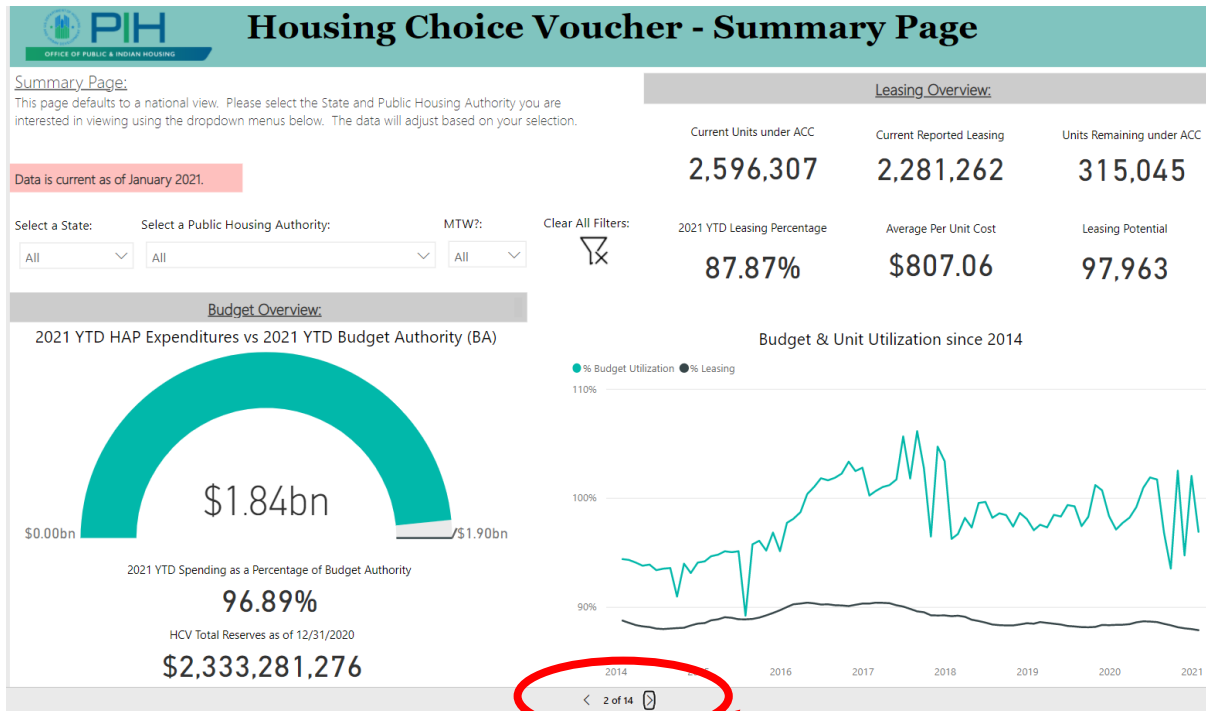 PIH
OFFICE OF PUBLIC & INDIAN HOUSING
Housing Choice Voucher - Summary Page
Summary Page:
This page defaults to a national view. Please select the State and Public Housing Authority you are
interested in viewing using the dropdown menus below. The data will adjust based on your selection.
Data is current as of January 2021.
Select a State:
All
Select a Public Housing Authority:
All
MTW?:
All
Clear All Filters:
Leasing Overview:
Current Units under ACC
2,596,307
Current Reported Leasing
2,281,262
Units Remaining under ACC
315,045
2021 YTD Leasing Percentage
87.87%
Average Per Unit Cost
$807.06
Leasing Potential
97,963
Budget Overview:
2021 YTD HAP Expenditures vs 2021 YTD Budget Authority (BA)
$1.84bn
$0.00bn
$1.90bn
2021 YTD Spending as a Percentage of Budget Authority
96.89%
HCV Total Reserves as of 12/31/2020
$2,333,281,276
Budget & Unit Utilization since 2014
% Budget Utilization % Leasing
110%
100%
90%
2014 2015 2016 2017 2018 2019 2020 2021
2 of 14